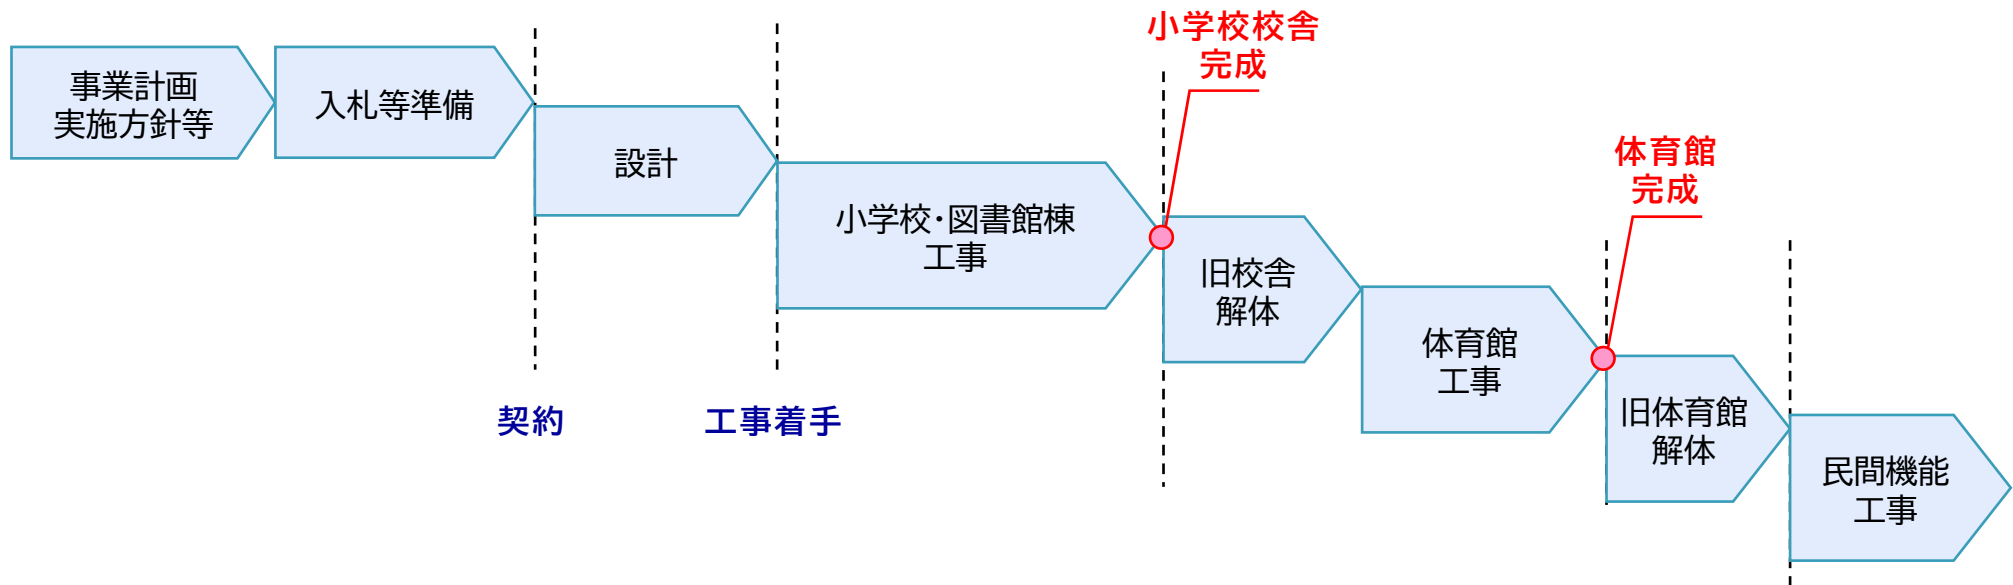 事業計画
実施方針等
入札等準備
設計
小学校・図書館棟
工事
小学校校舎
完成
旧校舎
解体
体育館
工事
体育館
完成
旧体育館
解体
民間機能
工事
契約
工事着手